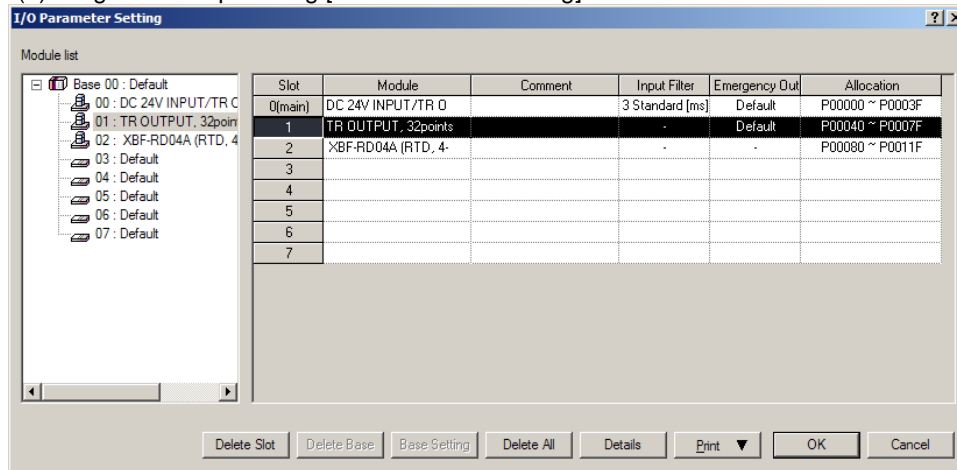 I/O Parameter Setting
Module list
Base 00 : Default
00 : DC 24V INPUT/TR O
01 : TR OUTPUT, 32poin
02 : XBF-RD04A (RTD, 4
03 : Default
04 : Default
05 : Default
06 : Default
07 : Default
Slot Module Comment Input Filter Emergency Out Allocation
0(main) DC 24V INPUT/TR O 3 Standard [ms] Default P00000 ~ P0003F
1 TR OUTPUT, 32points - Default P00040 ~ P0007F
2 XBF-RD04A (RTD, 4- - - P00080 ~ P0011F
3
4
5
6
7
Delete Slot Delete Base Base Setting Delete All Details Print ▼ OK Cancel